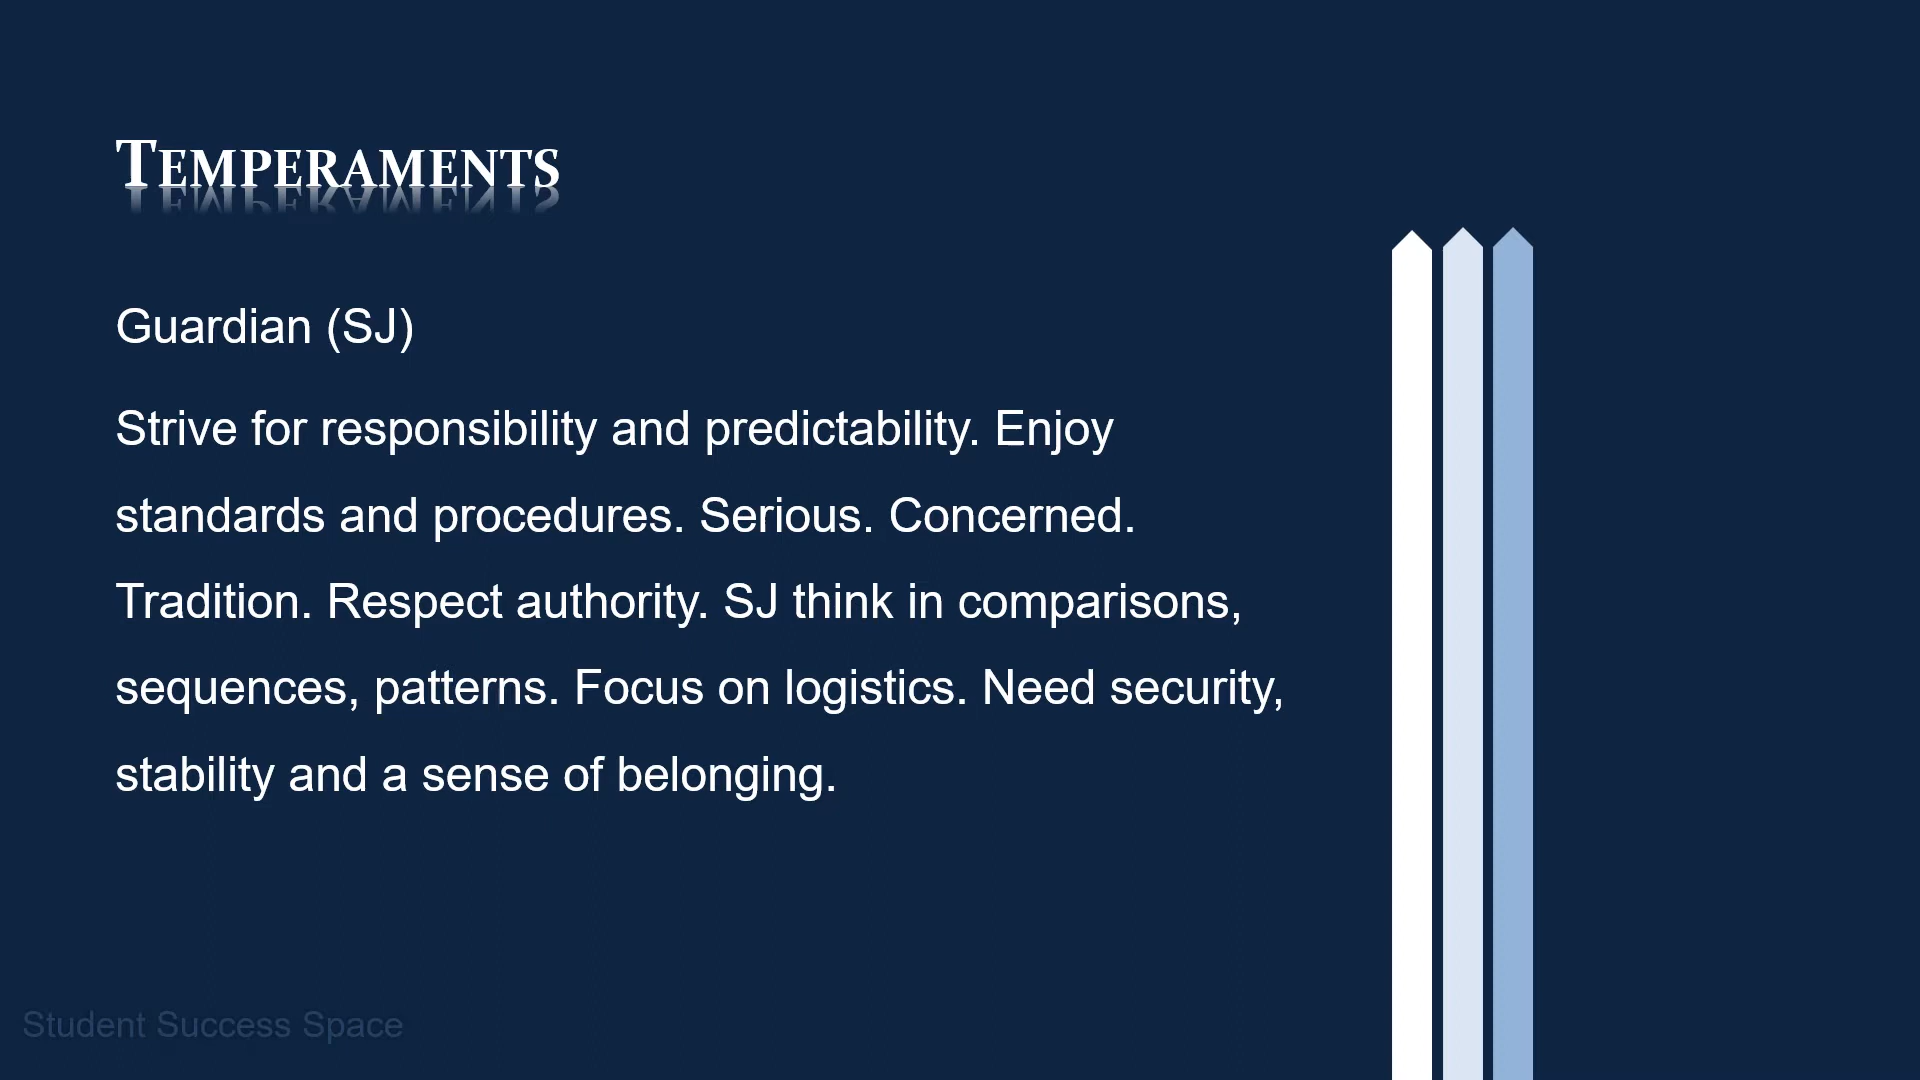 Temperaments
Guardian (SJ)
Strive for responsibility and predictability. Enjoy
standards and procedures. Serious. Concerned.
Tradition. Respect authority. SJ think in comparisons,
sequences, patterns. Focus on logistics. Need security,
stability and a sense of belonging.
Student Success Space